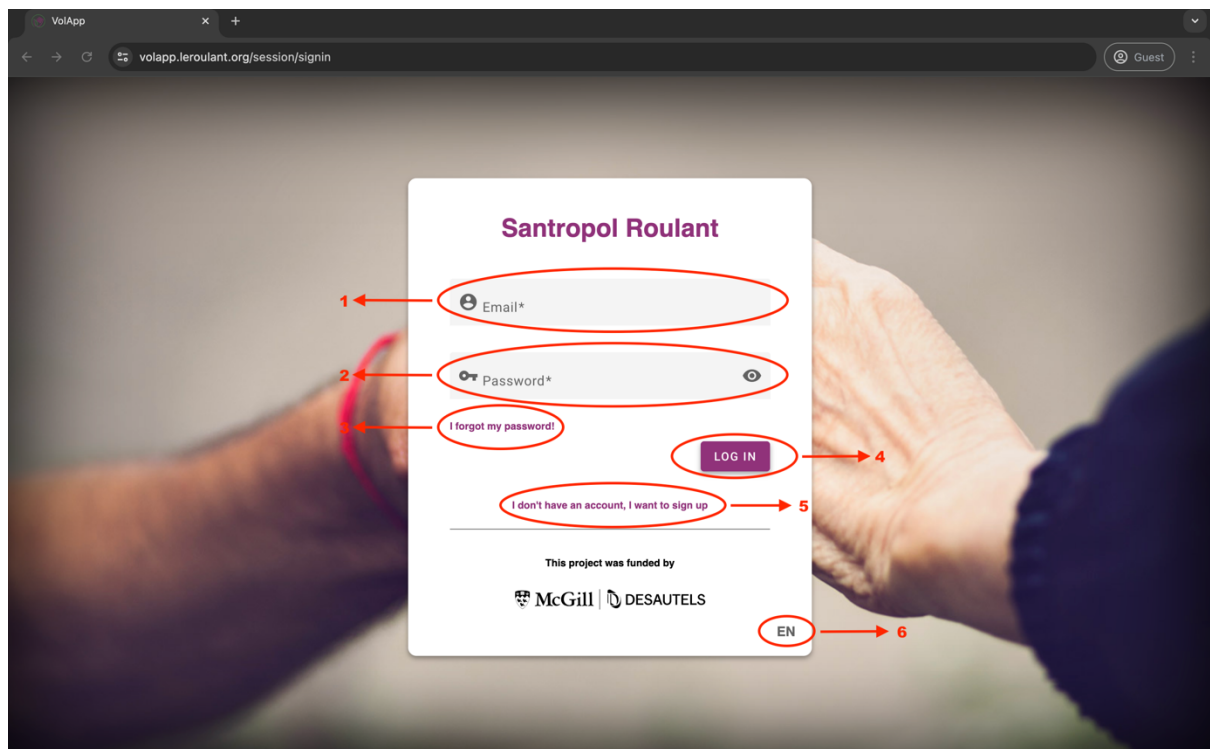 VolApp
volapp.leroulant.org/session/signin
Guest
Santropol Roulant
1
Email*
2
Password*
3
I forgot my password!
LOG IN
4
I don't have an account, I want to sign up
5
This project was funded by
McGill | DESAUTELS
EN
6